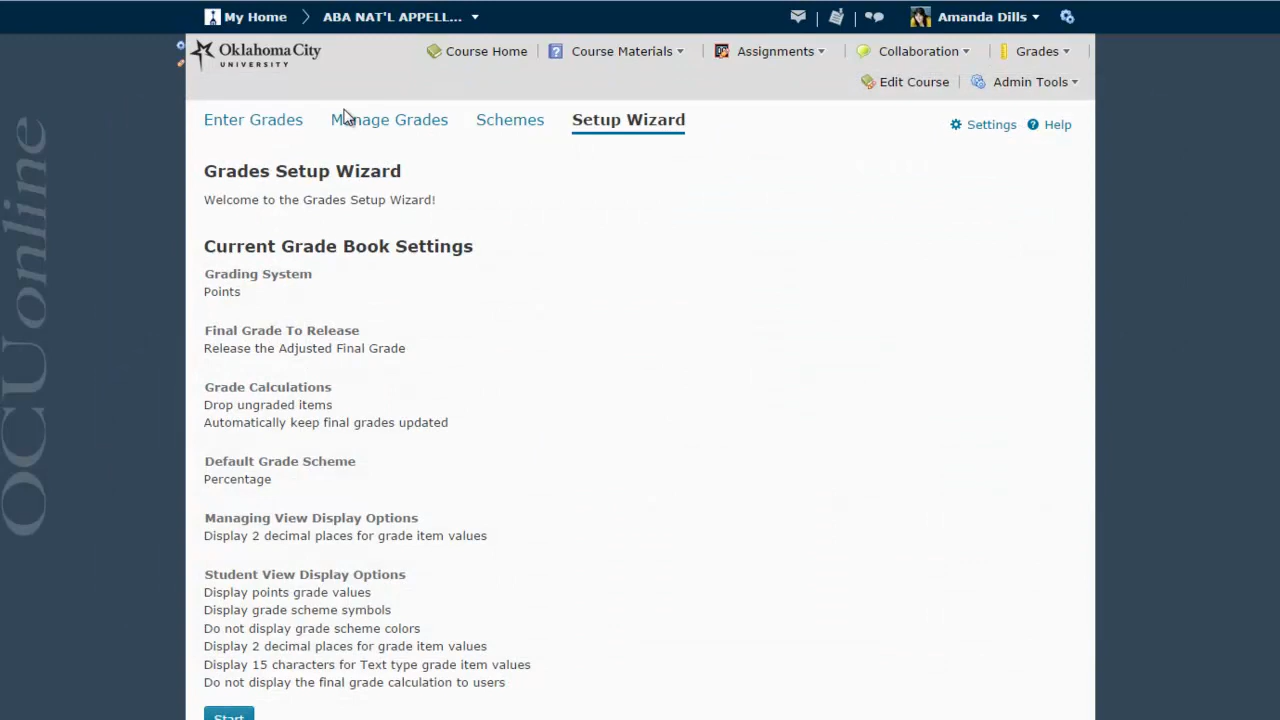 My Home
ABA NAT'L APPELL...
Amanda Dills
Oklahoma City
UNIVERSITY
Course Home
Course Materials
Assignments
Collaboration
Grades
Edit Course
Admin Tools
Enter Grades
Manage Grades
Schemes
Setup Wizard
Settings
Help
OCUonline
Grades Setup Wizard
Welcome to the Grades Setup Wizard!
Current Grade Book Settings
Grading System
Points
Final Grade To Release
Release the Adjusted Final Grade
Grade Calculations
Drop ungraded items
Automatically keep final grades updated
Default Grade Scheme
Percentage
Managing View Display Options
Display 2 decimal places for grade item values
Student View Display Options
Display points grade values
Display grade scheme symbols
Do not display grade scheme colors
Display 2 decimal places for grade item values
Display 15 characters for Text type grade item values
Do not display the final grade calculation to users
Start